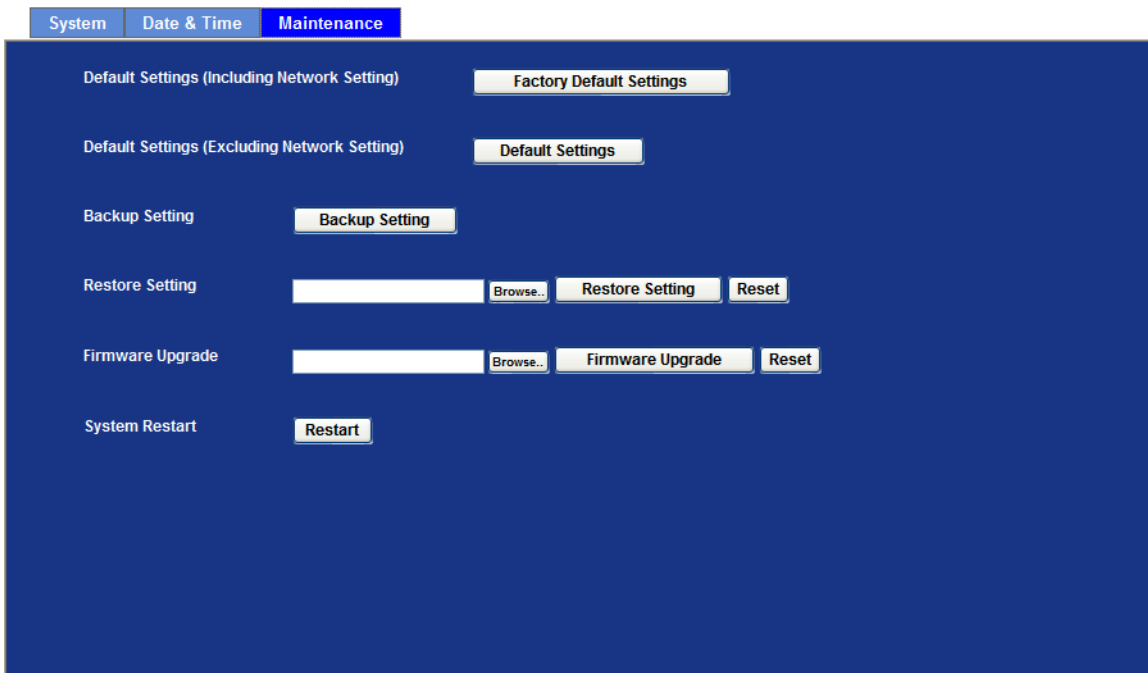 System Date & Time Maintenance
Default Settings (Including Network Setting) Factory Default Settings
Default Settings (Excluding Network Setting) Default Settings
Backup Setting Backup Setting
Restore Setting Browse.. Restore Setting Reset
Firmware Upgrade Browse.. Firmware Upgrade Reset
System Restart Restart